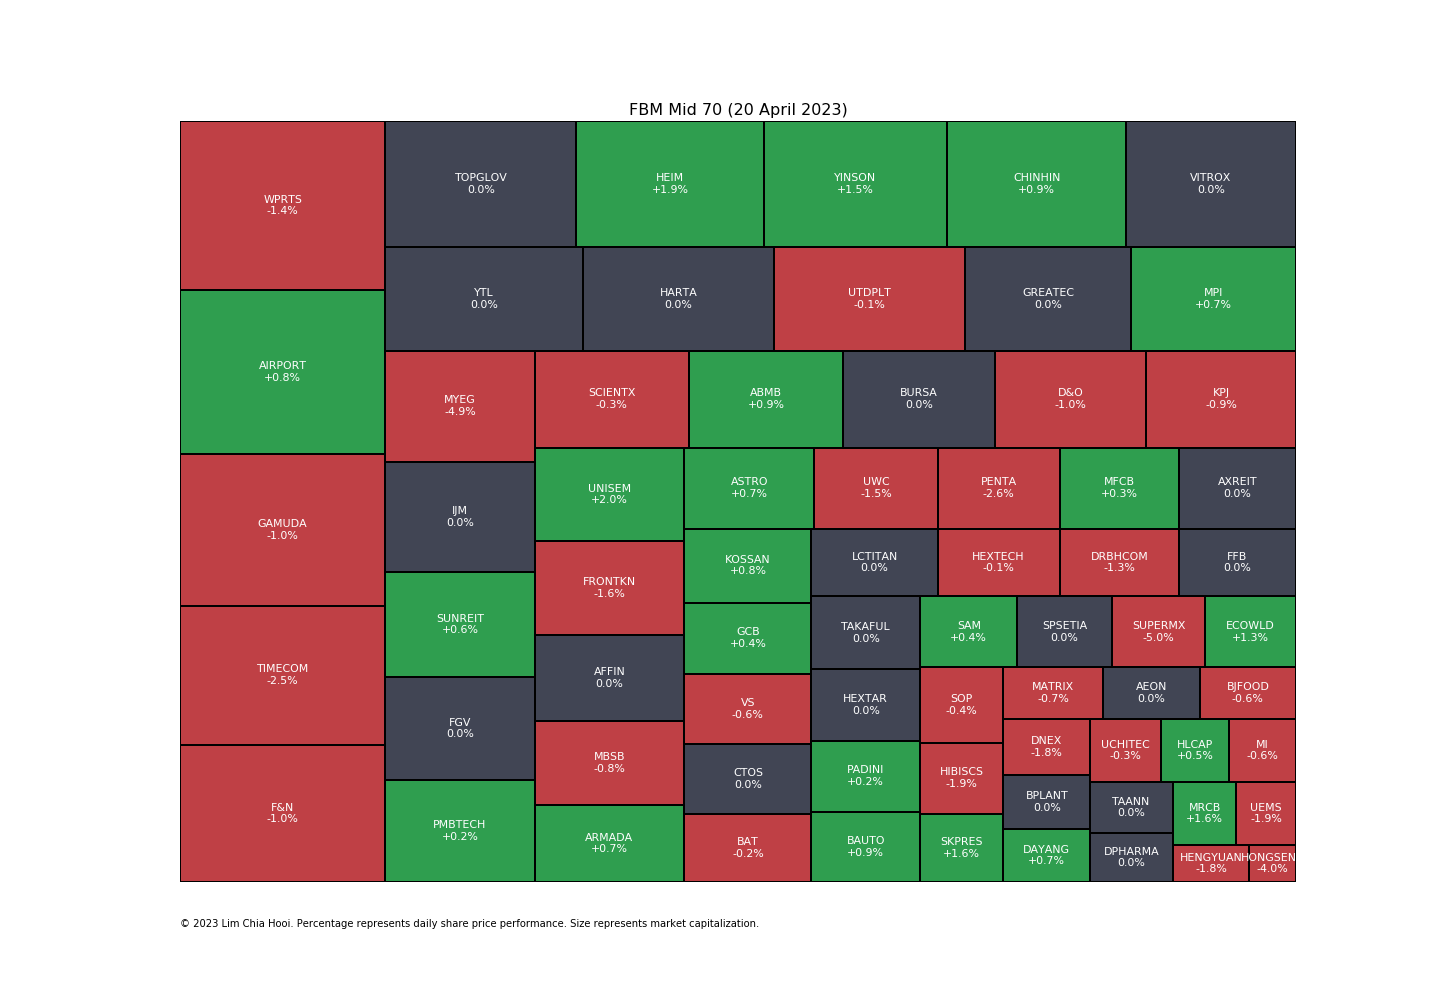 FBM Mid 70 (20 April 2023)
WPRTS
-1.4%
AIRPORT
+0.8%
GAMUDA
-1.0%
TIMECOM
-2.5%
F&N
-1.0%
TOPGLOV
0.0%
HEIM
+1.9%
YINSON
+1.5%
CHINHIN
+0.9%
VITROX
0.0%
YTL
0.0%
HARTA
0.0%
UTDPLT
-0.1%
GREATEC
0.0%
MPI
+0.7%
MYEG
-4.9%
IJM
0.0%
SUNREIT
+0.6%
FGV
0.0%
PMBTECH
+0.2%
SCIENTX
-0.3%
ABMB
+0.9%
BURSA
0.0%
D&O
-1.0%
KPJ
-0.9%
UNISEM
+2.0%
FRONTKN
-1.6%
AFFIN
0.0%
MBSB
-0.8%
ARMADA
+0.7%
ASTRO
+0.7%
UWC
-1.5%
PENTA
-2.6%
MFCB
+0.3%
AXREIT
0.0%
KOSSAN
+0.8%
GCB
+0.4%
VS
-0.6%
CTOS
0.0%
BAT
-0.2%
LCTITAN
0.0%
HEXTECH
-0.1%
DRBHCOM
-1.3%
FFB
0.0%
TAKAFUL
0.0%
HEXTAR
0.0%
PADINI
+0.2%
BAUTO
+0.9%
SAM
+0.4%
SPSETIA
0.0%
SUPERMX
-5.0%
ECOWLD
+1.3%
SOP
-0.4%
HIBISCS
-1.9%
SKPRES
+1.6%
MATRIX
-0.7%
AEON
0.0%
BJFOOD
-0.6%
DNEX
-1.8%
BPLANT
0.0%
DAYANG
+0.7%
UCHITEC
-0.3%
HLCAP
+0.5%
MI
-0.6%
TAANN
0.0%
DPHARMA
0.0%
MRCB
+1.6%
UEMS
-1.9%
HENGYUAN
-1.8%
HONGSEN
-4.0%
© 2023 Lim Chia Hooi. Percentage represents daily share price performance. Size represents market capitalization.